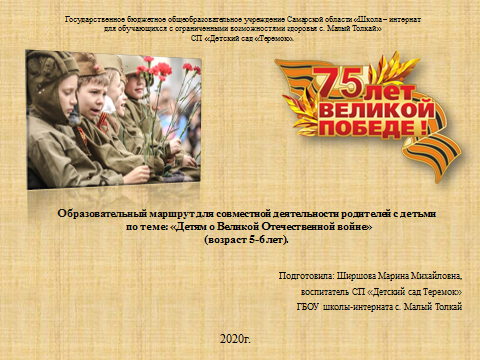 Государственное бюджетное общеобразовательное учреждение Самарской области «Школа – интернат
для обучающихся с ограниченными возможностями здоровья с. Малый Толкай»
СП «Детский сад «Теремок».
75 лет
ВЕЛИКОЙ
ПОБЕДЕ!
Образовательный маршрут для совместной деятельности родителей с детьми
по теме: «Детям о Великой Отечественной войне»
(возраст 5-6 лет).
Подготовила: Ширшова Марина Михайловна,
воспитатель СП «Детский сад Теремок»
ГБОУ школы-интерната с. Малый Толкай
2020г.